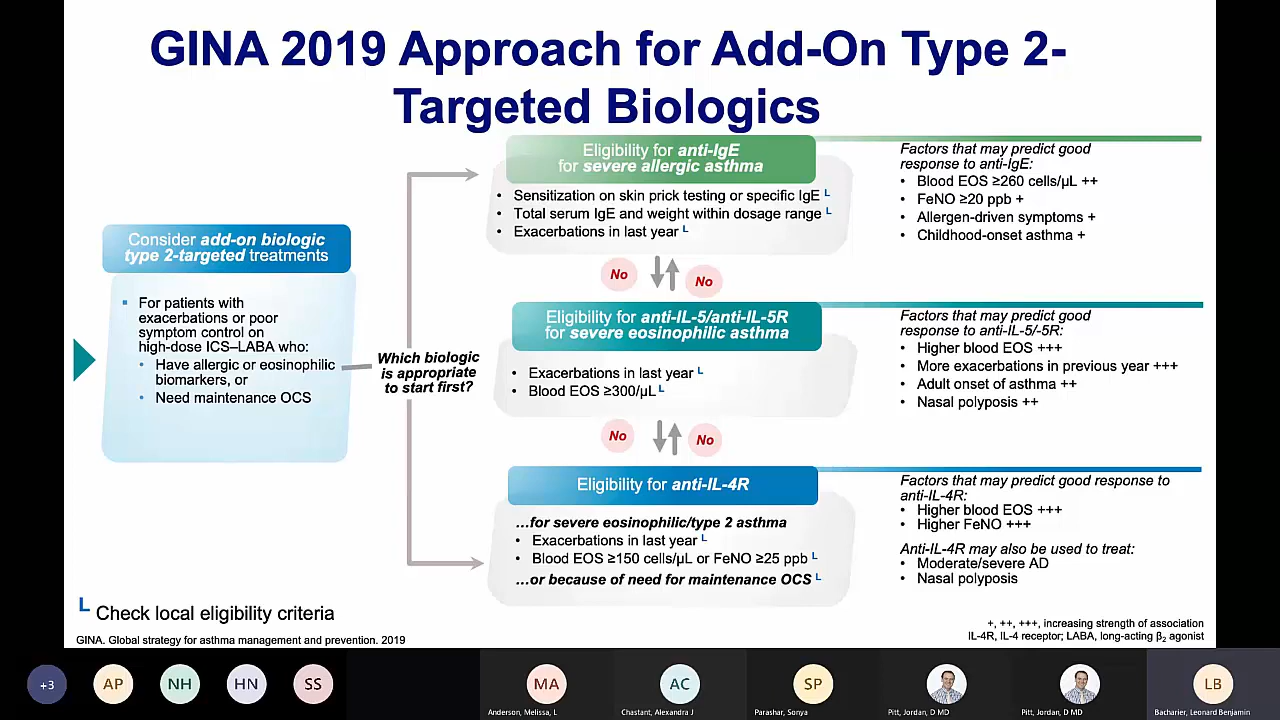 GINA 2019 Approach for Add-On Type 2-
Targeted Biologics
Consider add-on biologic
type 2-targeted treatments
▪ For patients with
exacerbations or poor
symptom control on
high-dose ICS–LABA who:
• Have allergic or eosinophilic
biomarkers, or
• Need maintenance OCS
Which biologic
is appropriate
to start first?
Eligibility for anti-IgE
for severe allergic asthma
• Sensitization on skin prick testing or specific IgE L
• Total serum IgE and weight within dosage range L
• Exacerbations in last year L
Factors that may predict good
response to anti-IgE:
• Blood EOS ≥260 cells/µL ++
• FeNO ≥20 ppb +
• Allergen-driven symptoms +
• Childhood-onset asthma +
No
No
Eligibility for anti-IL-5/anti-IL-5R
for severe eosinophilic asthma
• Exacerbations in last year L
• Blood EOS ≥300/µL L
Factors that may predict good
response to anti-IL-5/-5R:
• Higher blood EOS +++
• More exacerbations in previous year +++
• Adult onset of asthma ++
• Nasal polyposis ++
No
No
Eligibility for anti-IL-4R
...for severe eosinophilic/type 2 asthma
• Exacerbations in last year L
• Blood EOS ≥150 cells/µL or FeNO ≥25 ppb L
...or because of need for maintenance OCS L
Factors that may predict good response to
anti-IL-4R:
• Higher blood EOS +++
• Higher FeNO +++
Anti-IL-4R may also be used to treat:
• Moderate/severe AD
• Nasal polyposis
L Check local eligibility criteria
GINA. Global strategy for asthma management and prevention. 2019
+, ++, +++, increasing strength of association
IL-4R, IL-4 receptor; LABA, long-acting β2 agonist
+3
AP
NH
HN
SS
MA
Anderson, Melissa, L
AC
Chastant, Alexandra J
SP
Parashar, Sonya
Pitt, Jordan, D MD
Pitt, Jordan, D MD
LB
Bacharier, Leonard Benjamin